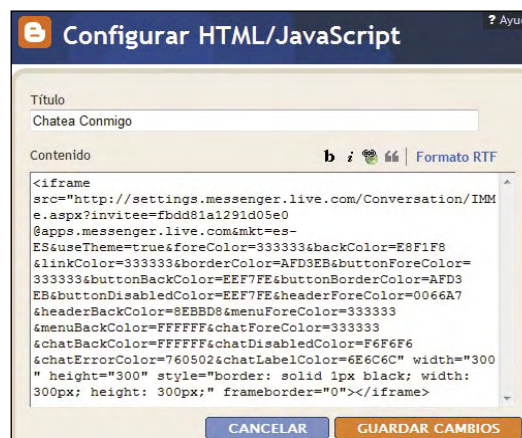 ? Ayu
Configurar HTML/JavaScript
Título
Chatea Conmigo
Contenido
b i Formato RTF
<iframe
src="http://settings.messenger.live.com/Conversation/IMM
e.aspx?invitee=fbdd81a1291d05e0
@apps.messenger.live.com&mkt=es-
ES&useTheme=true&foreColor=333333&backColor=E8F1F8
&linkColor=333333&borderColor=AFD3EB&buttonForeColor=
333333&buttonBackColor=EEF7FE&buttonBorderColor=AFD3
EB&buttonDisabledColor=EEF7FE&headerForeColor=0066A7
&headerBackColor=8EBBD8&menuForeColor=333333
&menuBackColor=FFFFFF&chatForeColor=333333
&chatBackColor=FFFFFF&chatDisabledColor=F6F6F6
&chatErrorColor=760502&chatLabelColor=6E6C6C" width="300
" height="300" style="border: solid 1px black; width:
300px; height: 300px;" frameborder="0"></iframe>
CANCELAR GUARDAR CAMBIOS